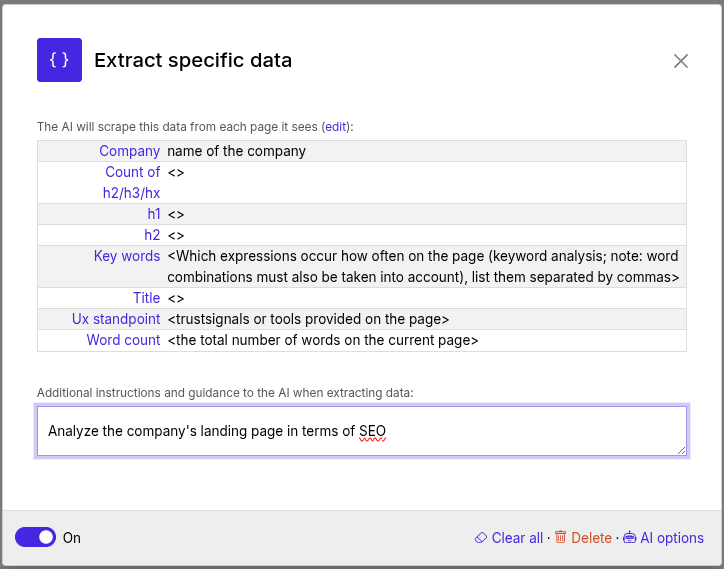 { } Extract specific data
The AI will scrape this data from each page it sees (edit):
Company name of the company
Count of <>
h2/h3/hx
h1 <>
h2 <>
Key words <Which expressions occur how often on the page (keyword analysis; note: word
combinations must also be taken into account), list them separated by commas>
Title <>
Ux standpoint <trustsignals or tools provided on the page>
Word count <the total number of words on the current page>
Additional instructions and guidance to the AI when extracting data:
Analyze the company's landing page in terms of SEO
On Clear all · Delete · AI options